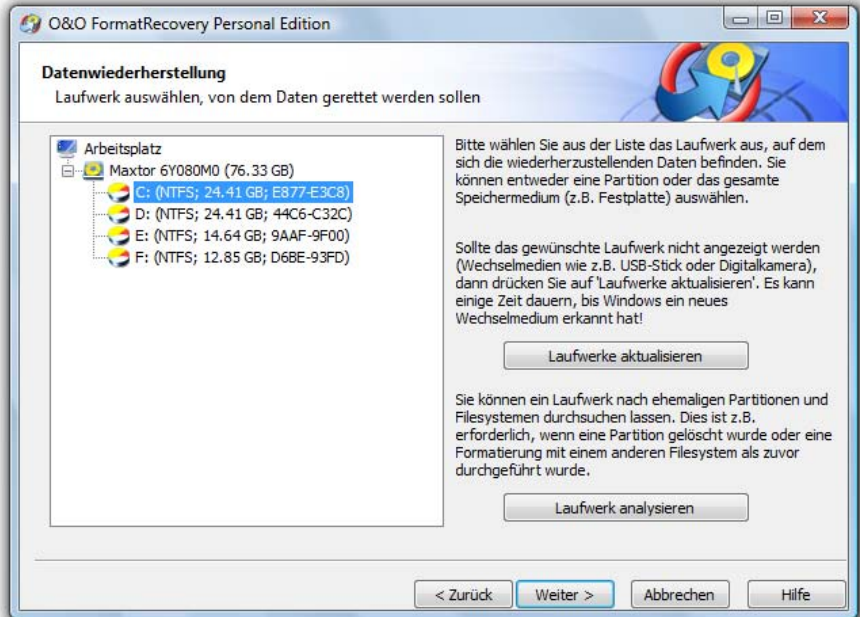 O&O FormatRecovery Personal Edition
Datenwiederherstellung
Laufwerk auswählen, von dem Daten gerettet werden sollen
Arbeitsplatz
Maxtor 6Y080M0 (76.33 GB)
C: (NTFS; 24.41 GB; E877-E3C8)
D: (NTFS; 24.41 GB; 44C6-C32C)
E: (NTFS; 14.64 GB; 9AAF-9F00)
F: (NTFS; 12.85 GB; D6BE-93FD)
Bitte wählen Sie aus der Liste das Laufwerk aus, auf dem
sich die wiederherzustellenden Daten befinden. Sie
können entweder eine Partition oder das gesamte
Speichermedium (z.B. Festplatte) auswählen.
Sollte das gewünschte Laufwerk nicht angezeigt werden
(Wechselmedien wie z.B. USB-Stick oder Digitalkamera),
dann drücken Sie auf 'Laufwerke aktualisieren'. Es kann
einige Zeit dauern, bis Windows ein neues
Wechselmedium erkannt hat!
Laufwerke aktualisieren
Sie können ein Laufwerk nach ehemaligen Partitionen und
Filesystemen durchsuchen lassen. Dies ist z.B.
erforderlich, wenn eine Partition gelöscht wurde oder eine
Formatierung mit einem anderen Filesystem als zuvor
durchgeführt wurde.
Laufwerk analysieren
< Zurück
Weiter >
Abbrechen
Hilfe